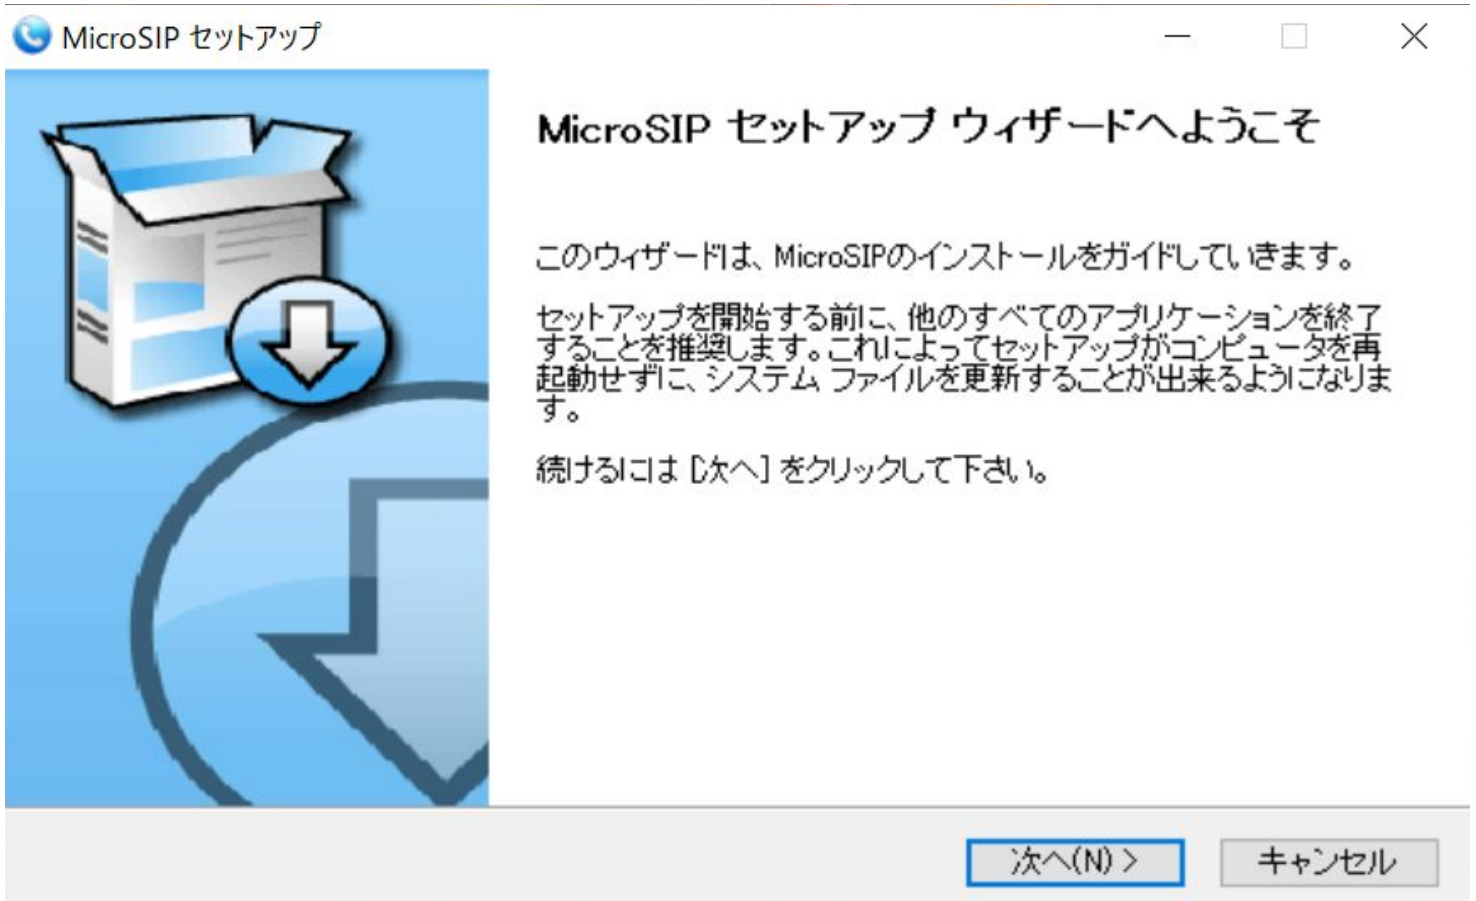 MicroSIP セットアップ
MicroSIP セットアップ ウィザードへようこそ
このウィザードは、MicroSIPのインストールをガイドしていきます。
セットアップを開始する前に、他のすべてのアプリケーションを終了
することを推奨します。これによってセットアップがコンピュータを再
起動せずに、システム ファイルを更新することが出来るようになりま
す。
続けるには [次へ] をクリックして下さい。
次へ(N) >
キャンセル